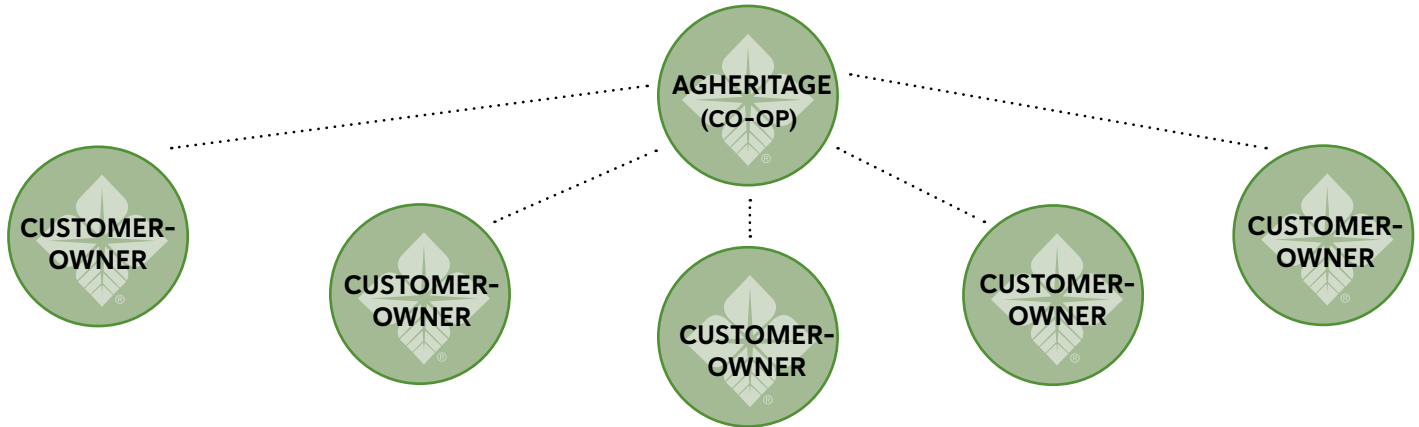 AGHERITAGE
(CO-OP)
®
CUSTOMER-
OWNER
®
CUSTOMER-
OWNER
®
CUSTOMER-
OWNER
®
CUSTOMER-
OWNER
®
CUSTOMER-
OWNER
®